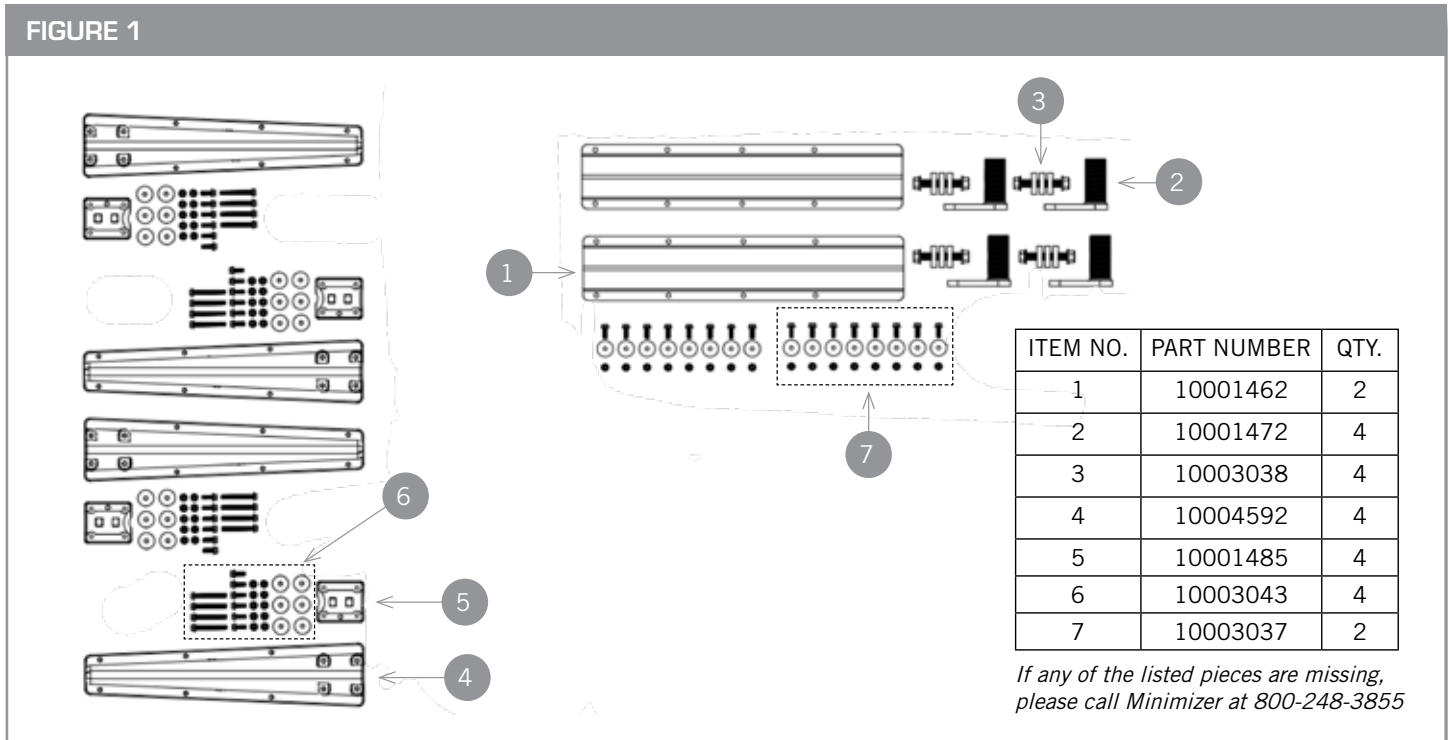 FIGURE 1
3
2
1
7
6
5
4
ITEM NO. PART NUMBER QTY.
1 10001462 2
2 10001472 4
3 10003038 4
4 10004592 4
5 10001485 4
6 10003043 4
7 10003037 2
If any of the listed pieces are missing,
please call Minimizer at 800-248-3855